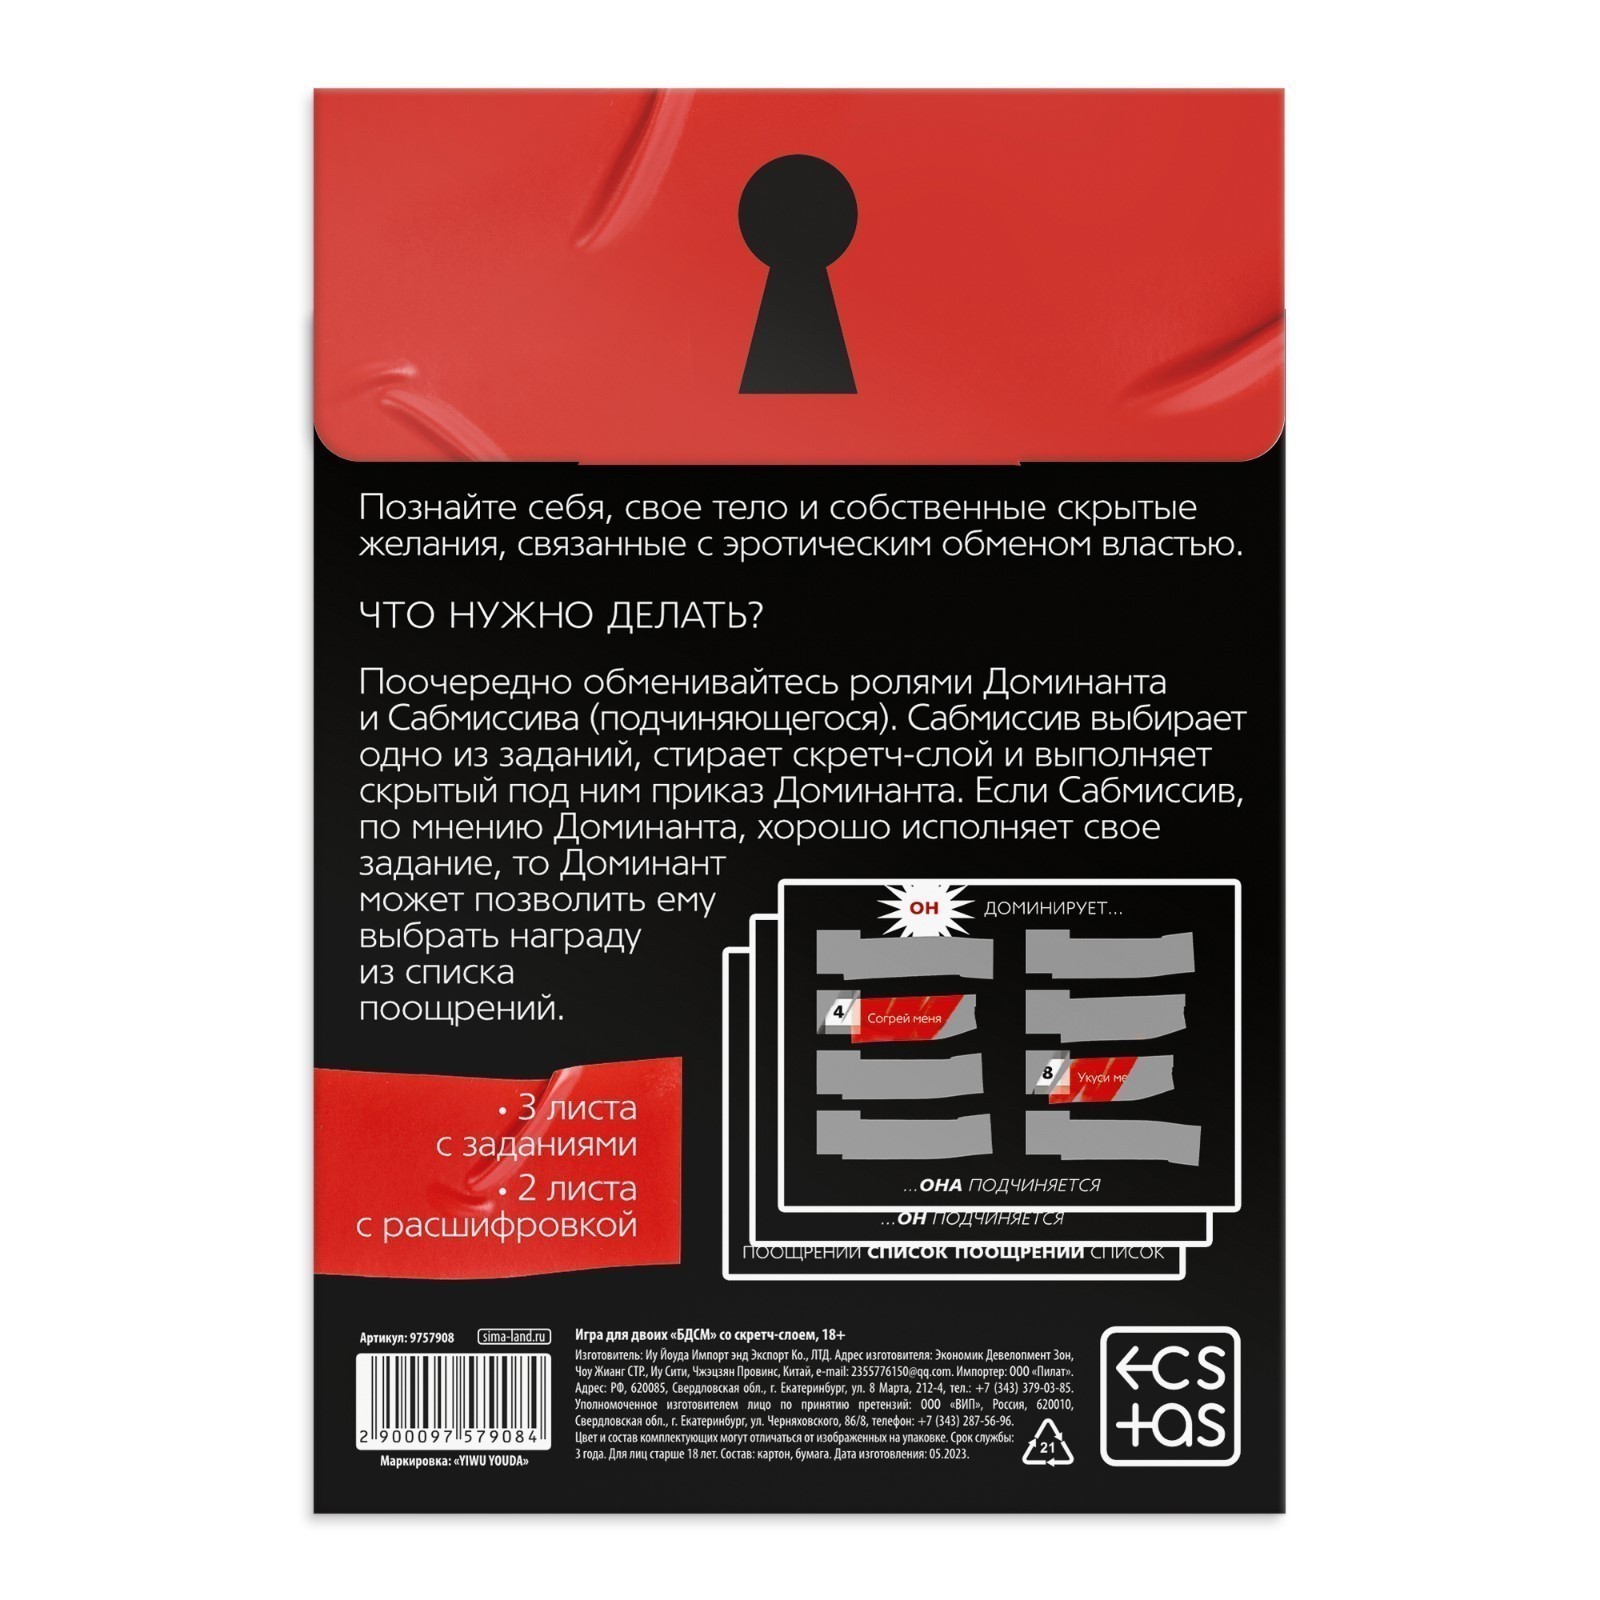 Познайте себя, свое тело и собственные скрытые
желания, связанные с эротическим обменом властью.
ЧТО НУЖНО ДЕЛАТЬ?
Поочередно обменивайтесь ролями Доминанта
и Сабмиссива (подчиняющегося). Сабмиссив выбирает
одно из заданий, стирает скретч-слой и выполняет
скрытый под ним приказ Доминанта. Если Сабмиссив,
по мнению Доминанта, хорошо исполняет свое
задание, то Доминант
может позволить ему
выбрать награду
из списка
поощрений.
ОН ДОМИНИРУЕТ...
4 Согрей меня
8 Укуси ме
...ОНА ПОДЧИНЯЕТСЯ
...ОН ПОДЧИНЯЕТСЯ
ПООЩРЕНИЙ СПИСОК ПООЩРЕНИЙ СПИСОК
• 3 листа
с заданиями
• 2 листа
с расшифровкой
Артикул: 9757908 sima-land.ru
2 900097 579084
Маркировка: «YIWU YOUDA»
Игра для двоих «БДСМ» со скретч-слоем, 18+
Изготовитель: Иу Йоуда Импорт энд Экспорт Ко., ЛТД. Адрес изготовителя: Экономик Девелопмент Зон,
Чоу Жианг СТР., Иу Сити, Чжэцзян Провинс, Китай, e-mail: 2355776150@qq.com. Импортер: ООО «Пилат».
Адрес: РФ, 620085, Свердловская обл., г. Екатеринбург, ул. 8 Марта, 212-4, тел.: +7 (343) 379-03-85.
Уполномоченное изготовителем лицо по принятию претензий: ООО «ВИП», Россия, 620010,
Свердловская обл., г. Екатеринбург, ул. Черняховского, 86/8, телефон: +7 (343) 287-56-96.
Цвет и состав комплектующих могут отличаться от изображенных на упаковке. Срок службы:
3 года. Для лиц старше 18 лет. Состав: картон, бумага. Дата изготовления: 05.2023.
21
ecs
tas